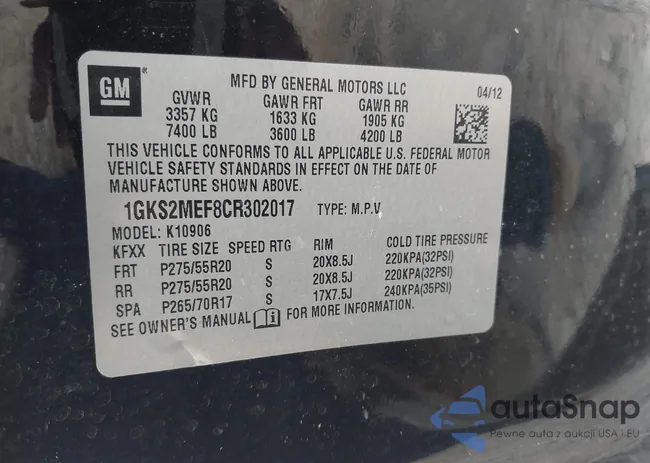 GM ®
MFD BY GENERAL MOTORS LLC
04/12
GVWR GAWR FRT GAWR RR
3357 KG 1633 KG 1905 KG
7400 LB 3600 LB 4200 LB
THIS VEHICLE CONFORMS TO ALL APPLICABLE U.S. FEDERAL MOTOR
VEHICLE SAFETY STANDARDS IN EFFECT ON THE DATE OF
MANUFACTURE SHOWN ABOVE.
1GKS2MEF8CR302017 TYPE: M.P.V
MODEL: K10906
KFXX TIRE SIZE SPEED RTG RIM COLD TIRE PRESSURE
FRT P275/55R20 S 20X8.5J 220KPA(32PSI)
RR P275/55R20 S 20X8.5J 220KPA(32PSI)
SPA P265/70R17 S 17X7.5J 240KPA(35PSI)
SEE OWNER'S MANUAL i FOR MORE INFORMATION.
autaSnap
Pewne auta z aukcji USA i EU